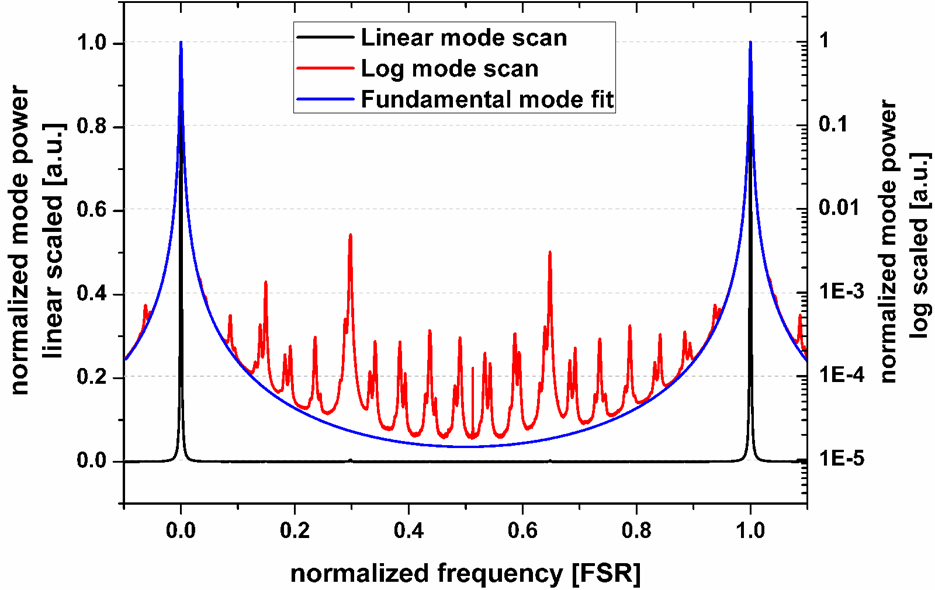 Linear mode scan
Log mode scan
Fundamental mode fit
normalized mode power
linear scaled [a.u.]
1.0
0.8
0.6
0.4
0.2
0.0
1
0.1
0.01
1E-3
1E-4
1E-5
normalized mode power
log scaled [a.u.]
0.0 0.2 0.4 0.6 0.8 1.0
normalized frequency [FSR]